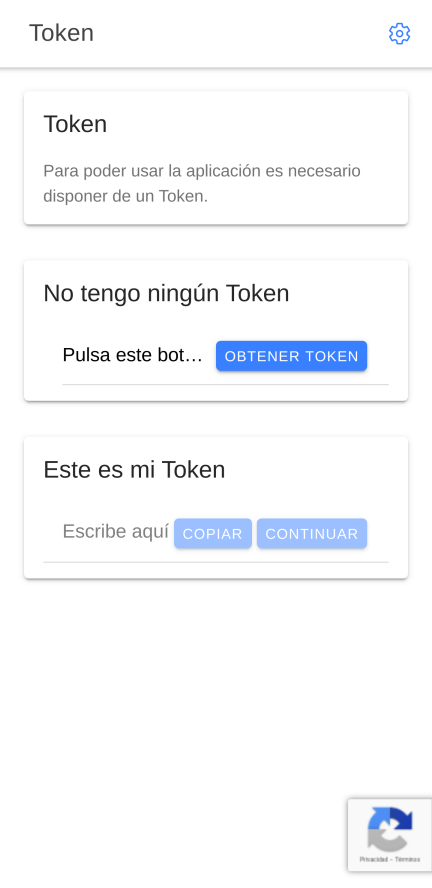 Token
Token
Para poder usar la aplicación es necesario
disponer de un Token.
No tengo ningún Token
Pulsa este bot… OBTENER TOKEN
Este es mi Token
Escribe aquí COPIAR CONTINUAR
Privacidad - Términos